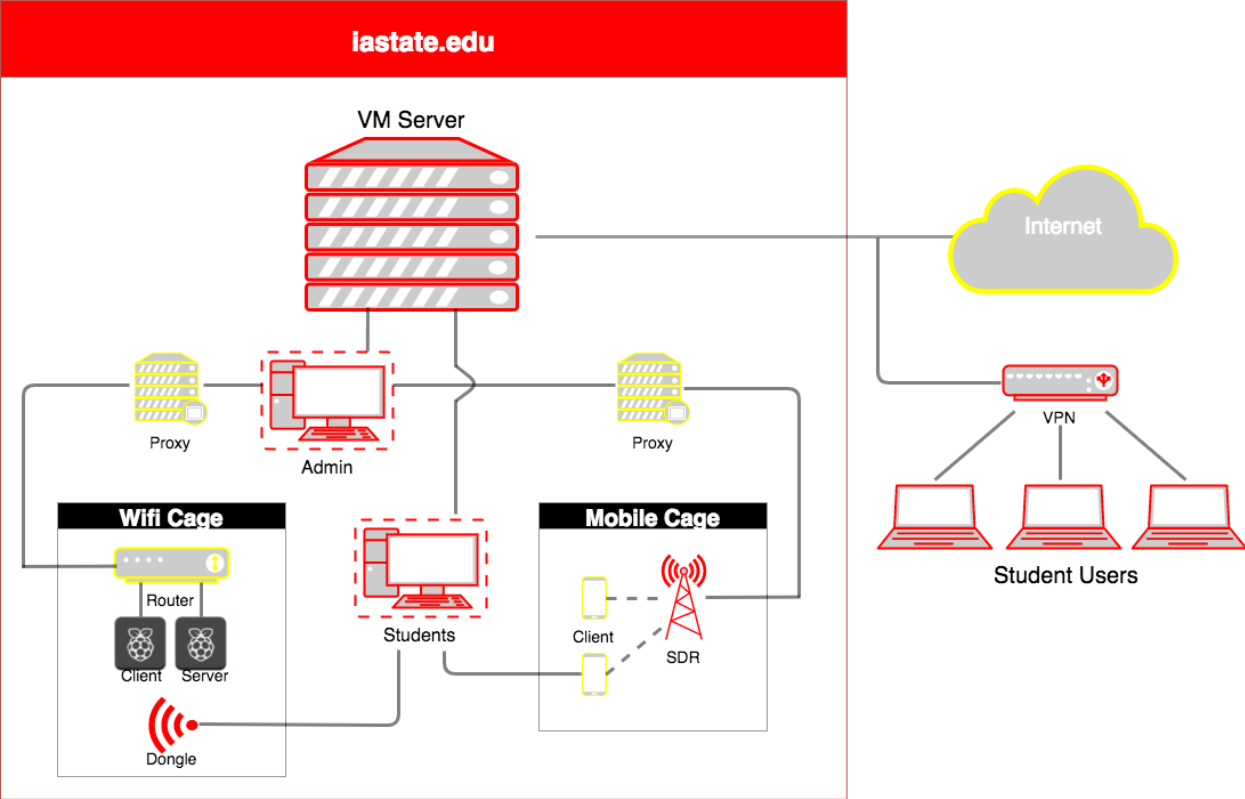 iastate.edu
VM Server
Internet
Proxy
Admin
Proxy
VPN
Wifi Cage
Mobile Cage
Router
Client
Server
Dongle
Students
Client
SDR
Student Users